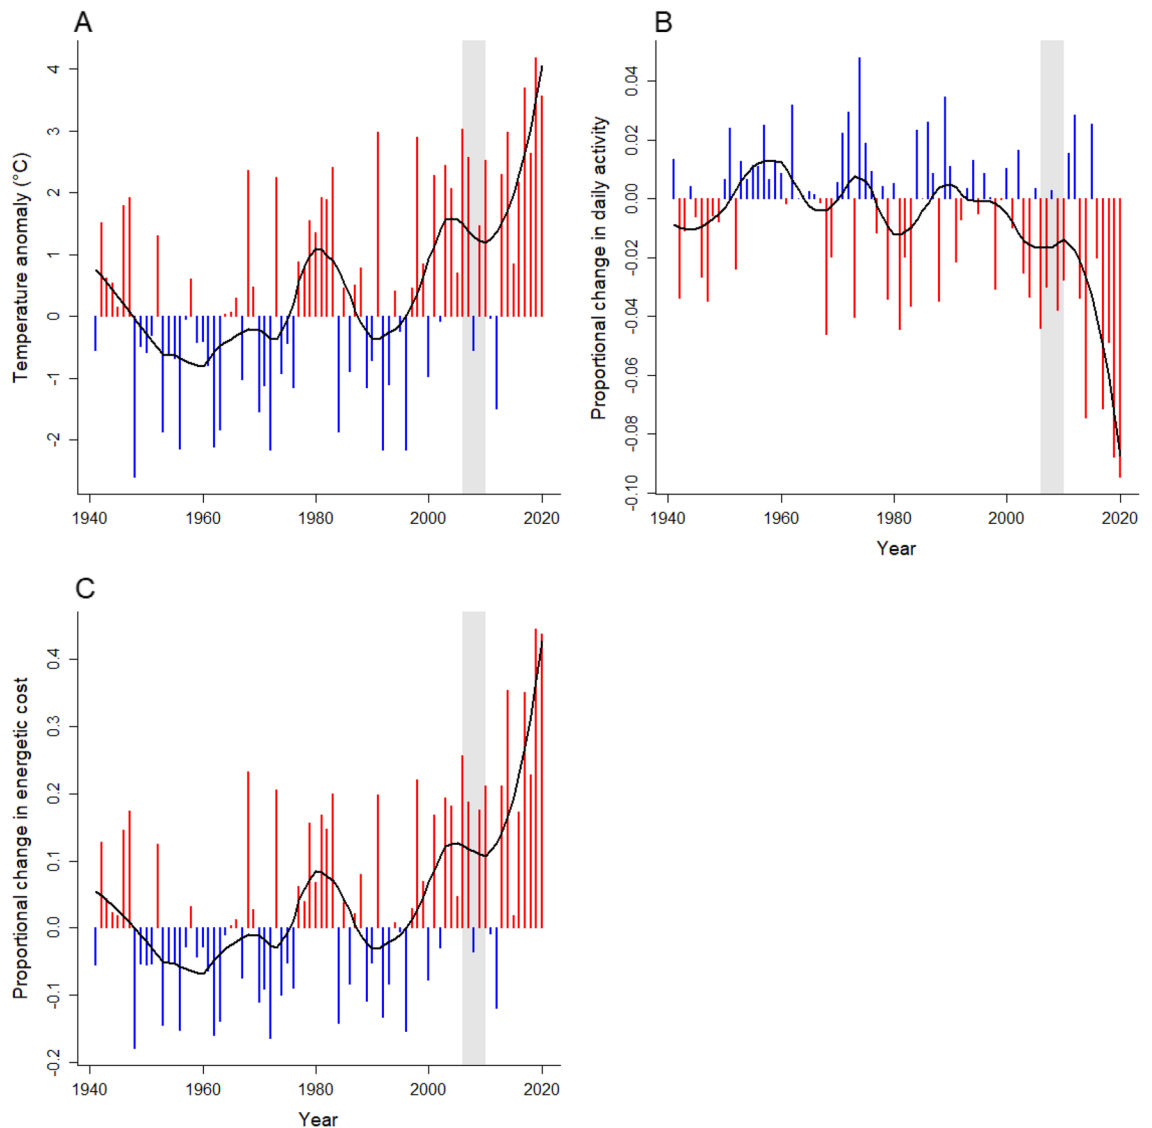 A
Temperature anomaly (°C)
4
3
2
1
0
-1
-2
1940 1960 1980 2000 2020
B
Proportional change in daily activity
0.04
0.02
0.00
-0.02
-0.04
-0.06
-0.08
-0.10
1940 1960 1980 2000 2020
Year
C
Proportional change in energetic cost
0.4
0.3
0.2
0.1
0.0
-0.1
-0.2
1940 1960 1980 2000 2020
Year